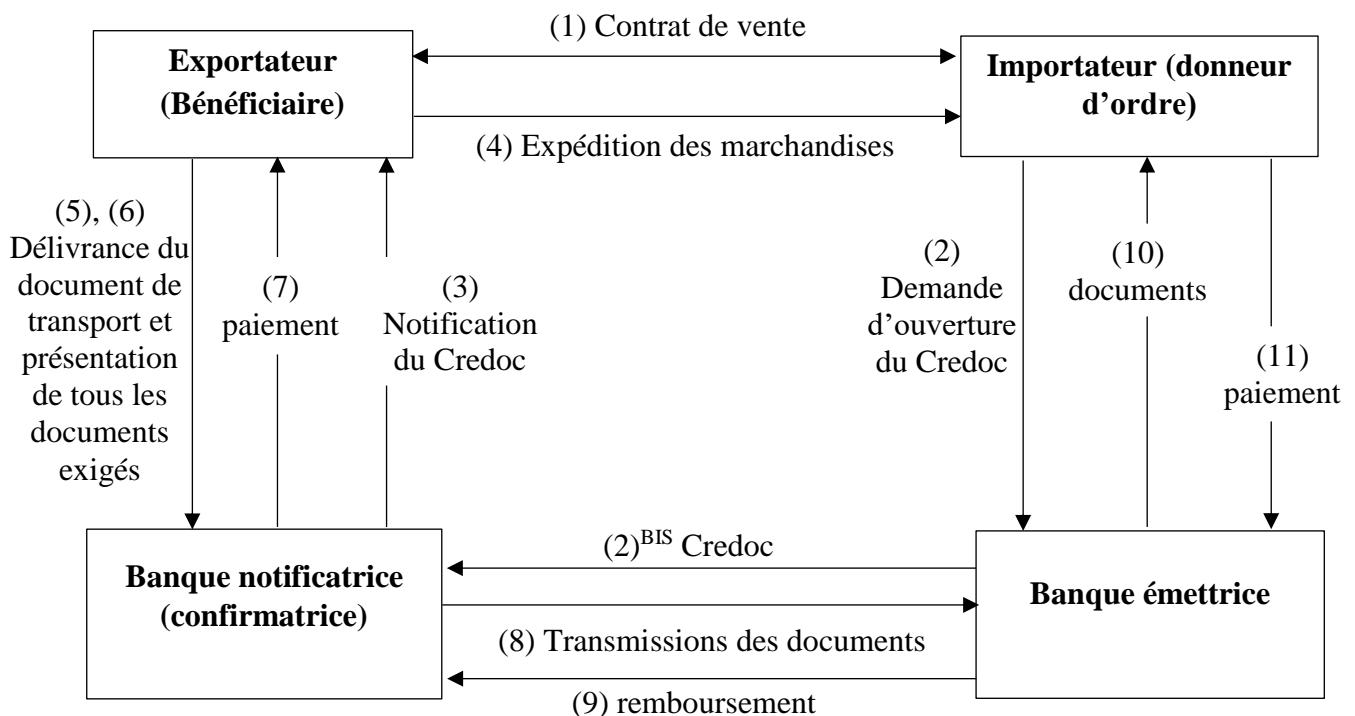 (1) Contrat de vente
Exportateur
(Bénéficiaire)
Importateur (donneur
d’ordre)
(4) Expédition des marchandises
(5), (6)
Délivrance du
document de
transport et
présentation
de tous les
documents
exigés
(7)
paiement
(3)
Notification
du Credoc
(2)
Demande
d’ouverture
du Credoc
(10)
documents
(11)
paiement
(2)BIS Credoc
Banque notificatrice
(confirmatrice)
Banque émettrice
(8) Transmissions des documents
(9) remboursement